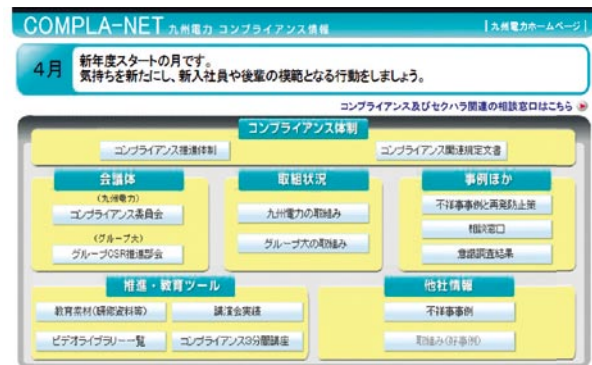 COMPLA-NET 九州電力 コンプライアンス情報
九州電力ホームページ
4月
新年度スタートの月です。
気持ちを新たにし、新入社員や後輩の模範となる行動をしましょう。
コンプライアンス及びセクハラ関連の相談窓口はこちら
コンプライアンス体制
コンプライアンス推進体制
コンプライアンス関連規定文書
会議体
(九州電力)
コンプライアンス委員会
(グループ大)
グループCSR推進部会
取組状況
九州電力の取組み
グループ大の取組み
事例ほか
不祥事事例と再発防止策
相談窓口
意識調査結果
推進・教育ツール
教育素材(研修資料等)
講演会実績
ビデオライブラリー一覧
コンプライアンス3分間講座
他社情報
不祥事事例
取組み(好事例)